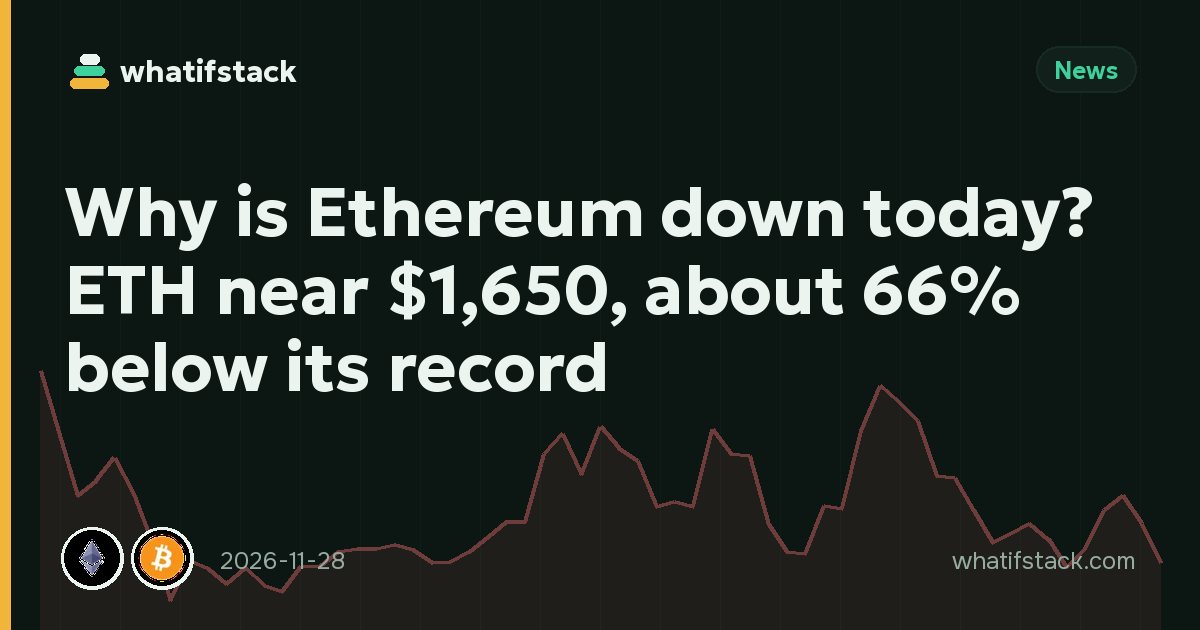 whatifstack
News
Why is Ethereum down today?
ETH near $1,650, about 66%
below its record
2026-11-28
whatifstack.com